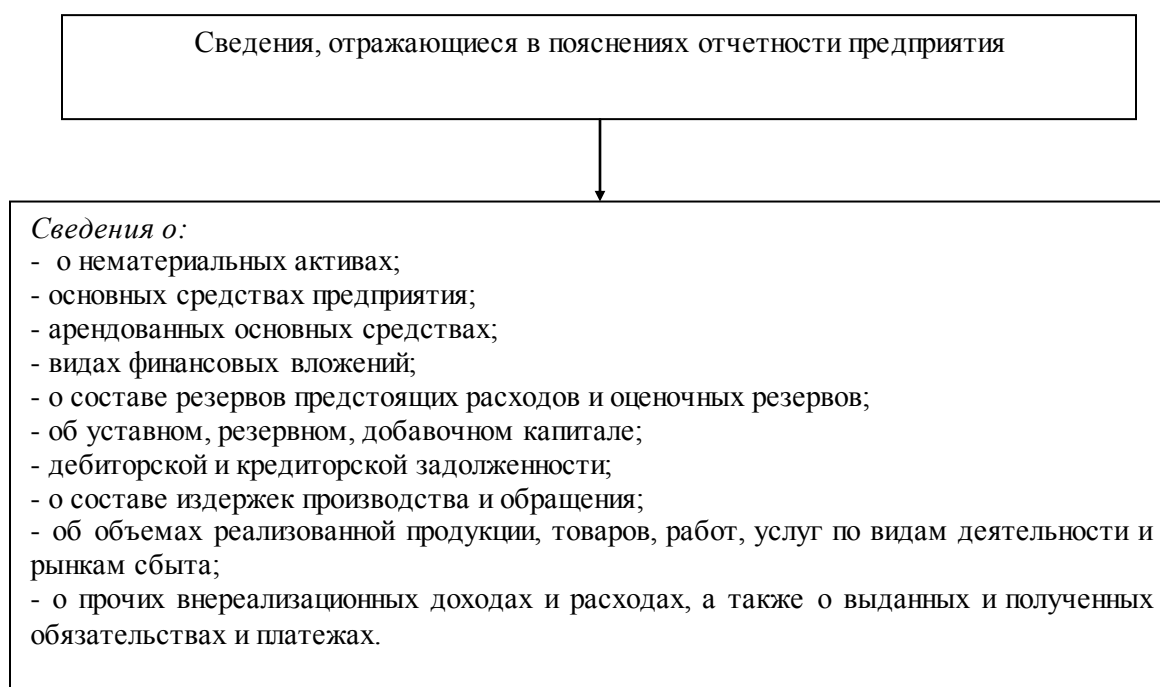 Сведения, отражающиеся в пояснениях отчетности предприятия
Сведения о:
- о нематериальных активах;
- основных средствах предприятия;
- арендованных основных средствах;
- видах финансовых вложений;
- о составе резервов предстоящих расходов и оценочных резервов;
- об уставном, резервном, добавочном капитале;
- дебиторской и кредиторской задолженности;
- о составе издержек производства и обращения;
- об объемах реализованной продукции, товаров, работ, услуг по видам деятельности и
рынкам сбыта;
- о прочих внереализационных доходах и расходах, а также о выданных и полученных
обязательствах и платежах.